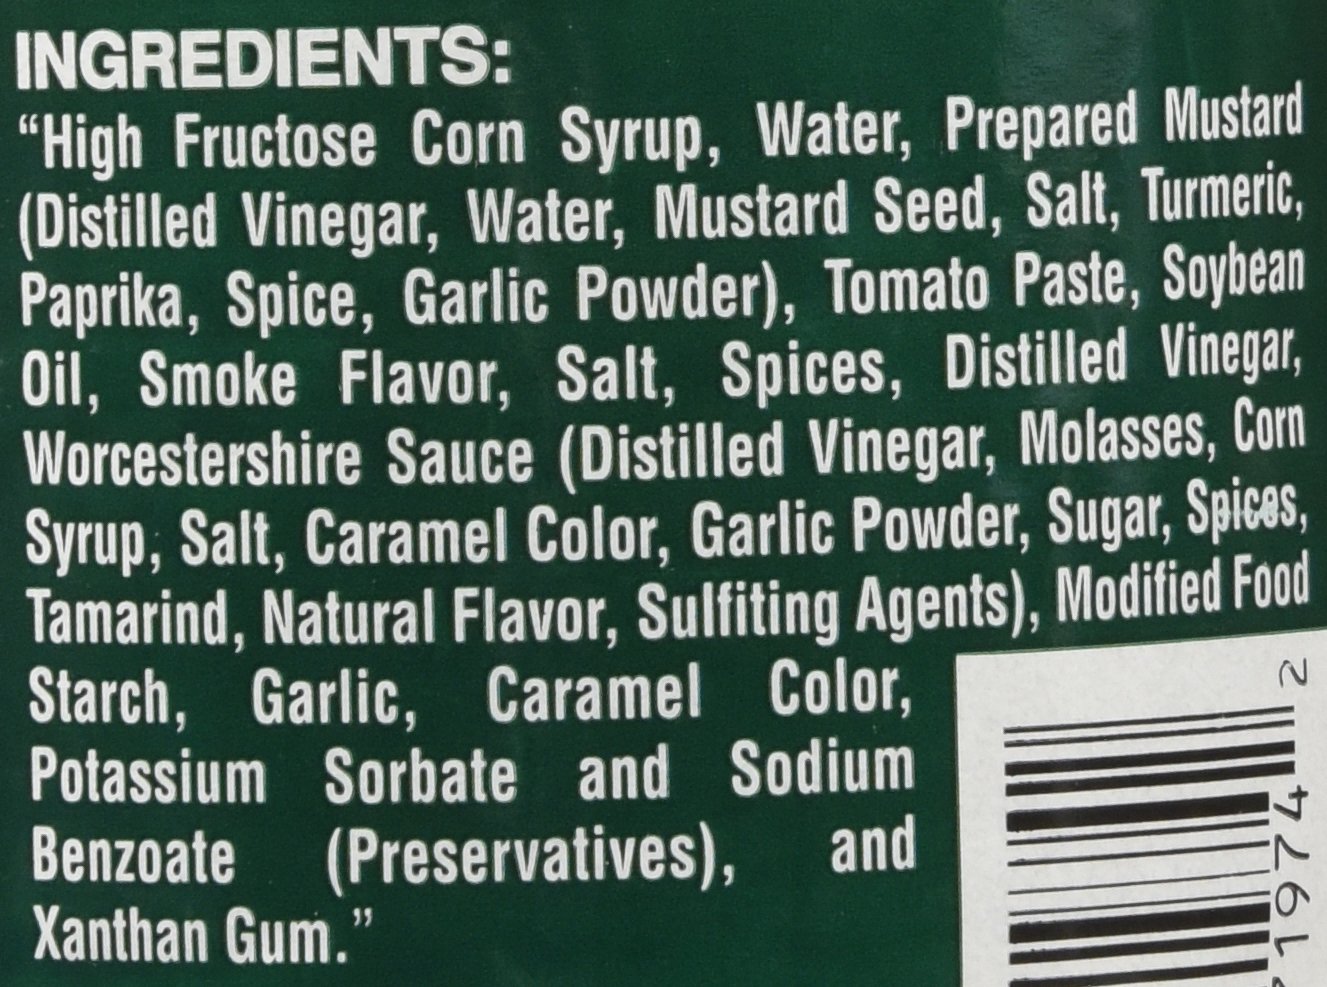 INGREDIENTS:
“High Fructose Corn Syrup, Water, Prepared Mustard
(Distilled Vinegar, Water, Mustard Seed, Salt, Turmeric,
Paprika, Spice, Garlic Powder), Tomato Paste, Soybean
Oil, Smoke Flavor, Salt, Spices, Distilled Vinegar,
Worcestershire Sauce (Distilled Vinegar, Molasses, Corn
Syrup, Salt, Caramel Color, Garlic Powder, Sugar, Spices,
Tamarind, Natural Flavor, Sulfiting Agents), Modified Food
Starch, Garlic, Caramel Color,
Potassium Sorbate and Sodium
Benzoate (Preservatives), and
Xanthan Gum.”
71974 2